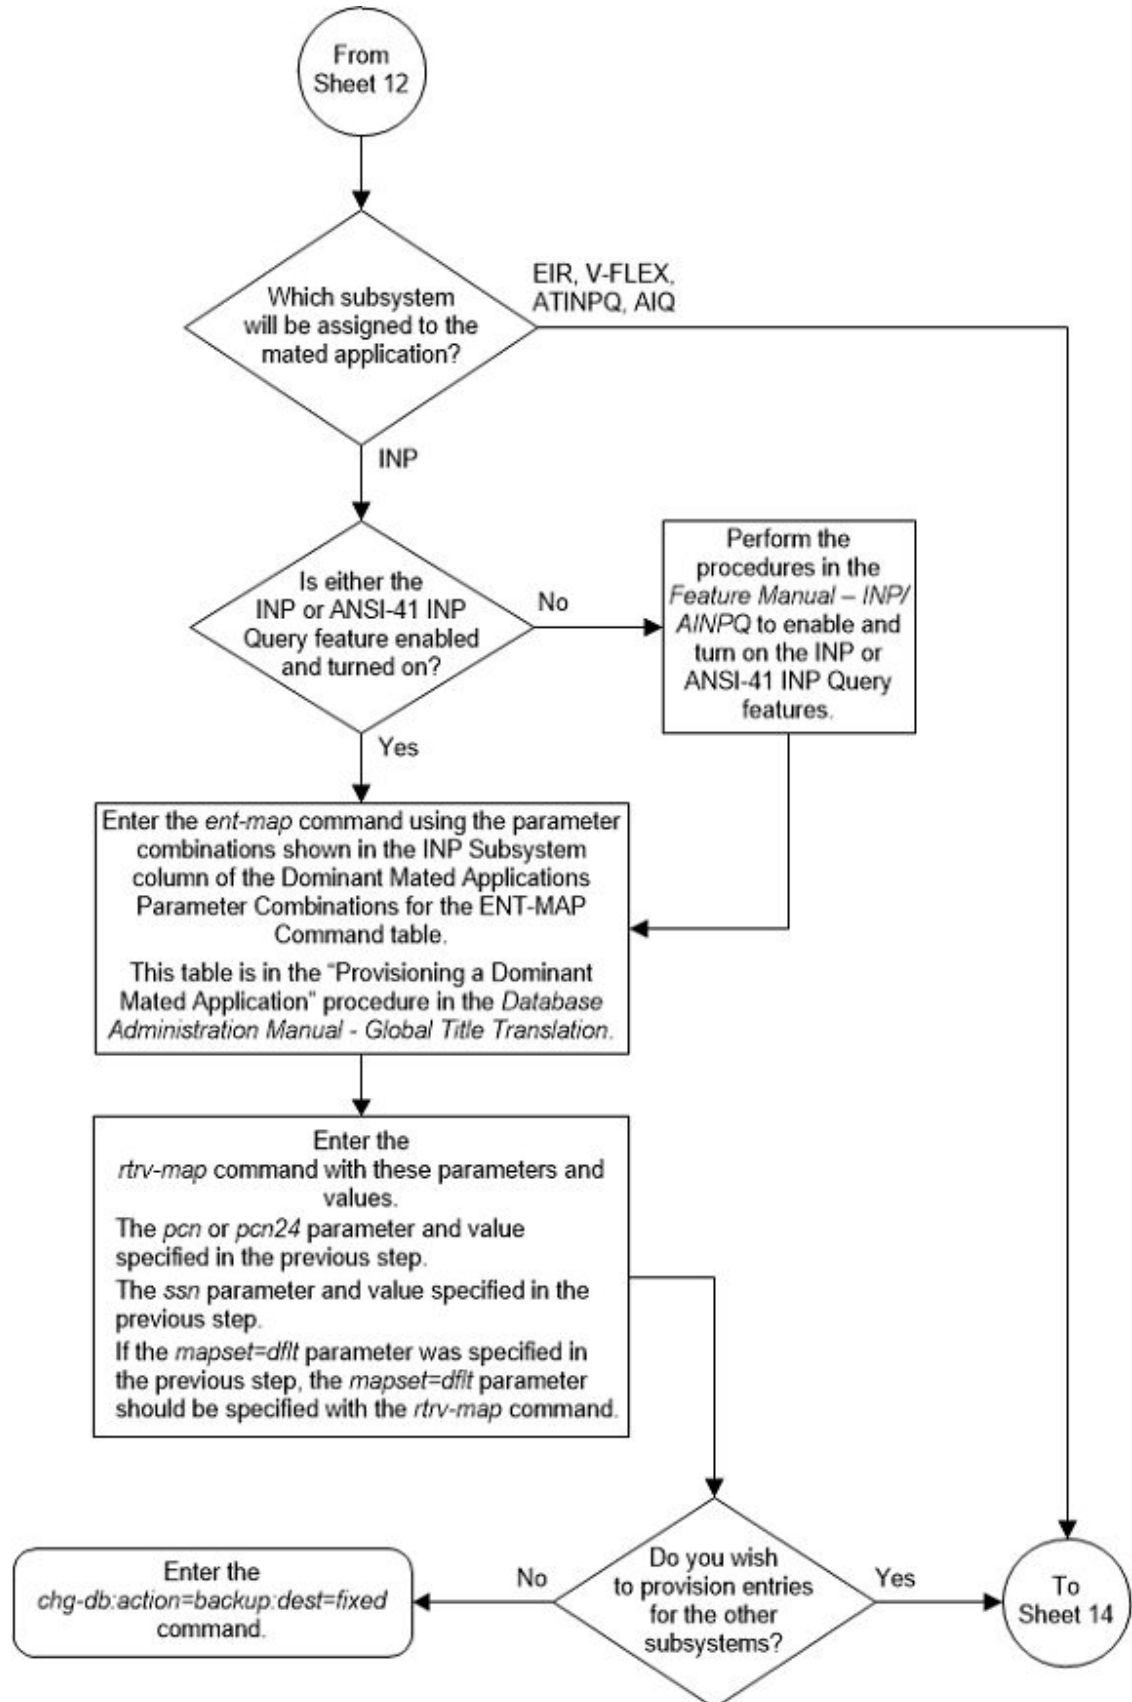 From
Sheet 12
Which subsystem
will be assigned to the
mated application?
EIR, V-FLEX,
ATINPQ, AIQ
INP
Is either the
INP or ANSI-41 INP
Query feature enabled
and turned on?
No
Perform the
procedures in the
Feature Manual – INP/
AINPQ to enable and
turn on the INP or
ANSI-41 INP Query
features.
Yes
Enter the ent-map command using the parameter
combinations shown in the INP Subsystem
column of the Dominant Mated Applications
Parameter Combinations for the ENT-MAP
Command table.
This table is in the “Provisioning a Dominant
Mated Application” procedure in the Database
Administration Manual - Global Title Translation.
Enter the
rtrv-map command with these parameters and
values.
The pcn or pcn24 parameter and value
specified in the previous step.
The ssn parameter and value specified in the
previous step.
If the mapset=dflt parameter was specified in
the previous step, the mapset=dflt parameter
should be specified with the rtrv-map command.
Do you wish
to provision entries
for the other
subsystems?
No
Enter the
chg-db:action=backup:dest=fixed
command.
Yes
To
Sheet 14